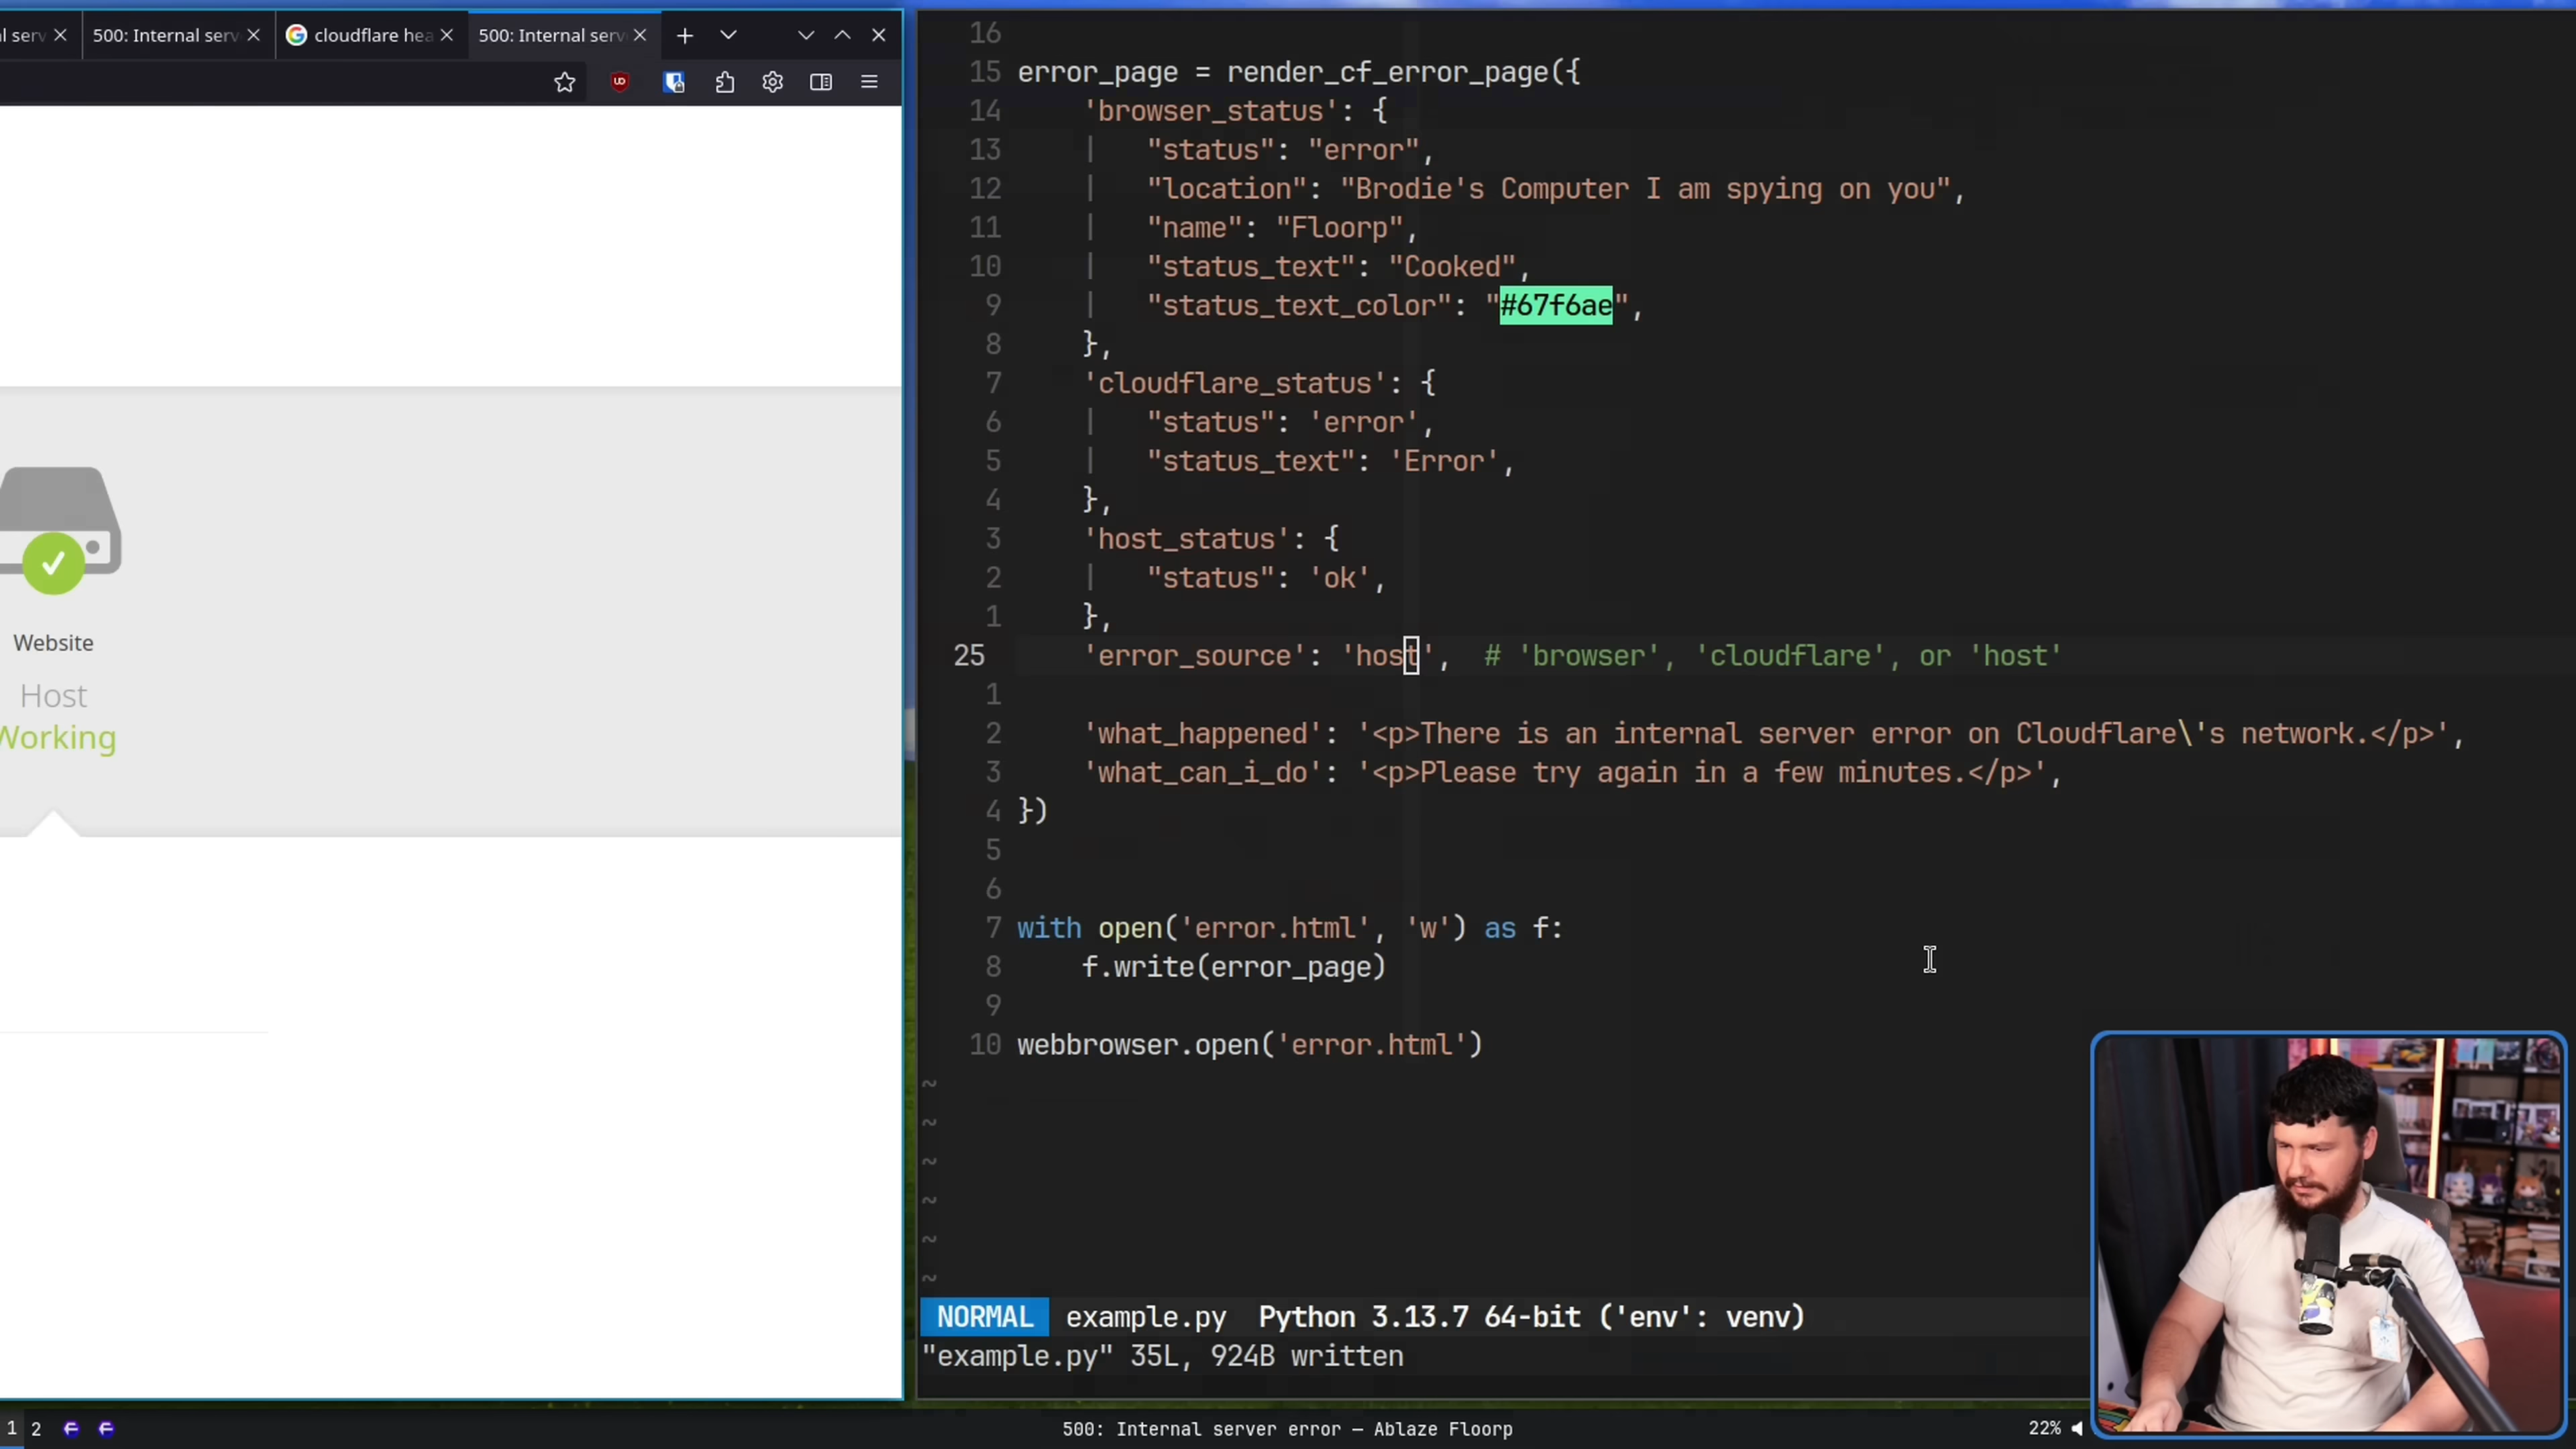 l serv
500: Internal serv
cloudflare hea
500: Internal serv
Website
Host
Working
16
15 error_page = render_cf_error_page({
14 'browser_status': {
13 "status": "error",
12 "location": "Brodie's Computer I am spying on you",
11 "name": "Floorp",
10 "status_text": "Cooked",
9 "status_text_color": "#67f6ae",
8 },
7 'cloudflare_status': {
6 "status": 'error',
5 "status_text": 'Error',
4 },
3 'host_status': {
2 "status": 'ok',
1 },
25 'error_source': 'host', # 'browser', 'cloudflare', or 'host'
1
2 'what_happened': '<p>There is an internal server error on Cloudflare\'s network.</p>',
3 'what_can_i_do': '<p>Please try again in a few minutes.</p>',
4 })
5
6
7 with open('error.html', 'w') as f:
8 f.write(error_page)
9
10 webbrowser.open('error.html')
~
~
~
~
~
~
NORMAL example.py Python 3.13.7 64-bit ('env': venv)
"example.py" 35L, 924B written
1 2
500: Internal server error — Ablaze Floorp
22%